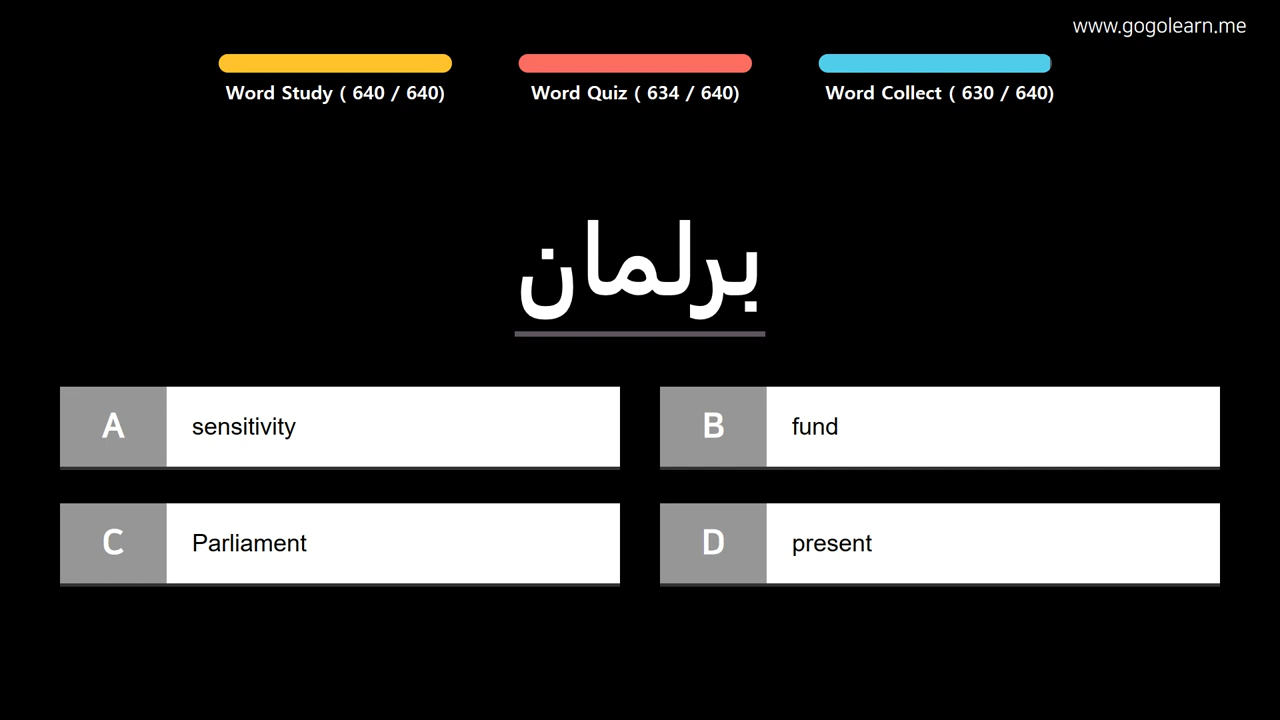 www.gogolearn.me
Word Study ( 640 / 640)
Word Quiz ( 634 / 640)
Word Collect ( 630 / 640)
برلمان
A sensitivity
B fund
C Parliament
D present